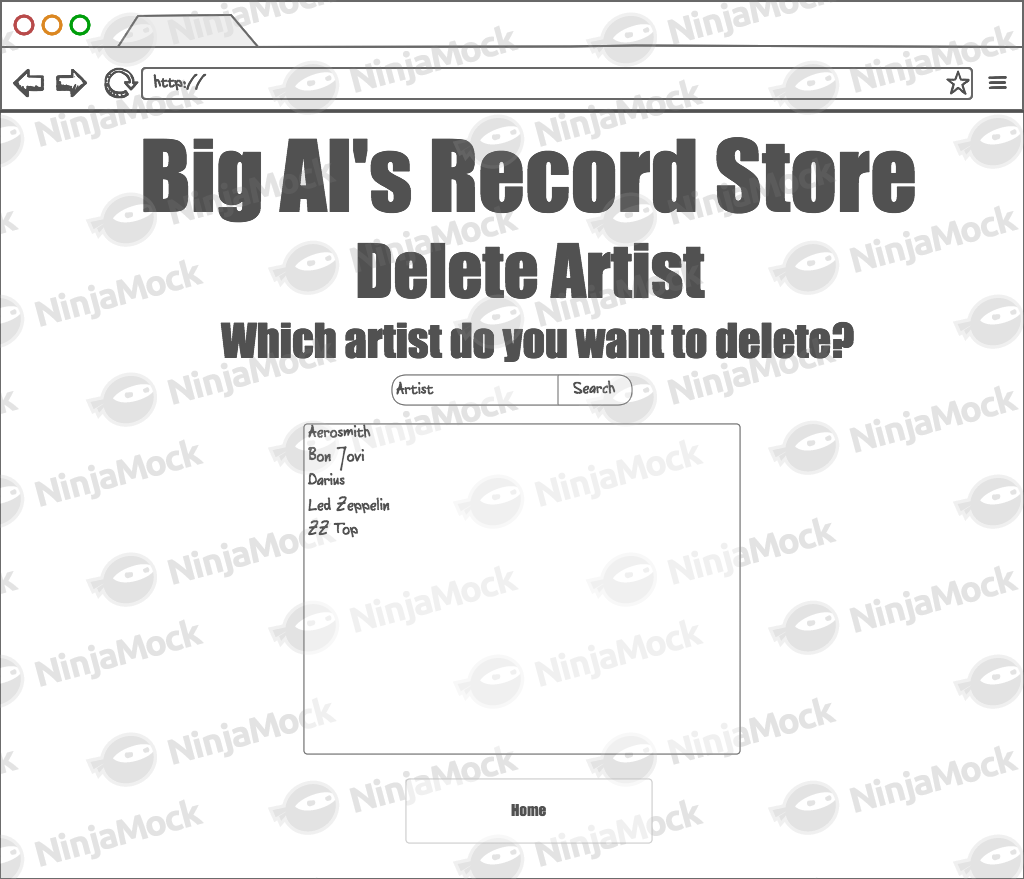 http://
Big Al's Record Store
Delete Artist
Which artist do you want to delete?
Artist Search
Aerosmith
Bon Jovi
Darius
Led Zeppelin
ZZ Top
Home
NinjaMock